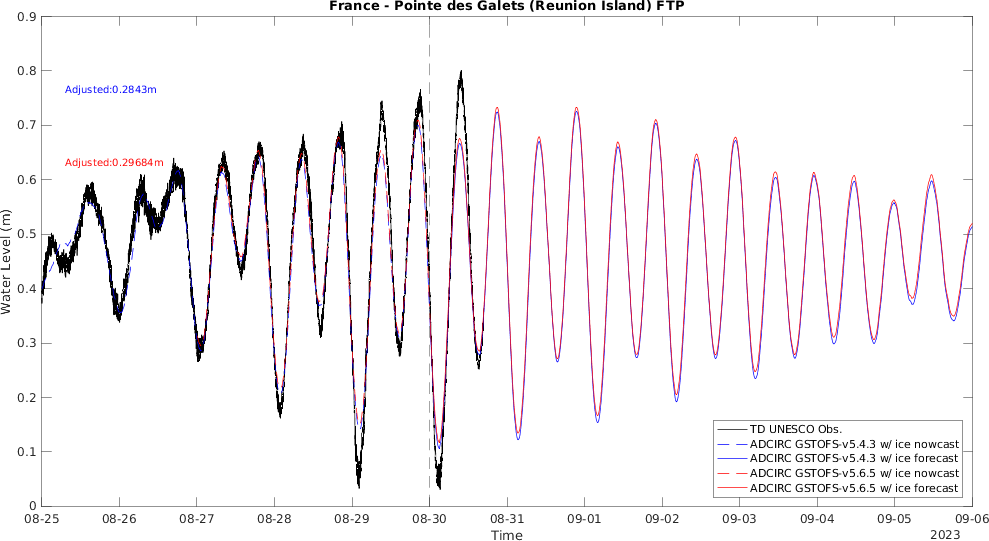 France - Pointe des Galets (Reunion Island) FTP
0.9
0.8
0.7
0.6
0.5
0.4
0.3
0.2
0.1
0
Water Level (m)
Adjusted:0.2843m
Adjusted:0.29684m
TD UNESCO Obs.
ADCIRC GSTOFS-v5.4.3 w/ ice nowcast
ADCIRC GSTOFS-v5.4.3 w/ ice forecast
ADCIRC GSTOFS-v5.6.5 w/ ice nowcast
ADCIRC GSTOFS-v5.6.5 w/ ice forecast
08-25 08-26 08-27 08-28 08-29 08-30 08-31 09-01 09-02 09-03 09-04 09-05 09-06
Time
2023